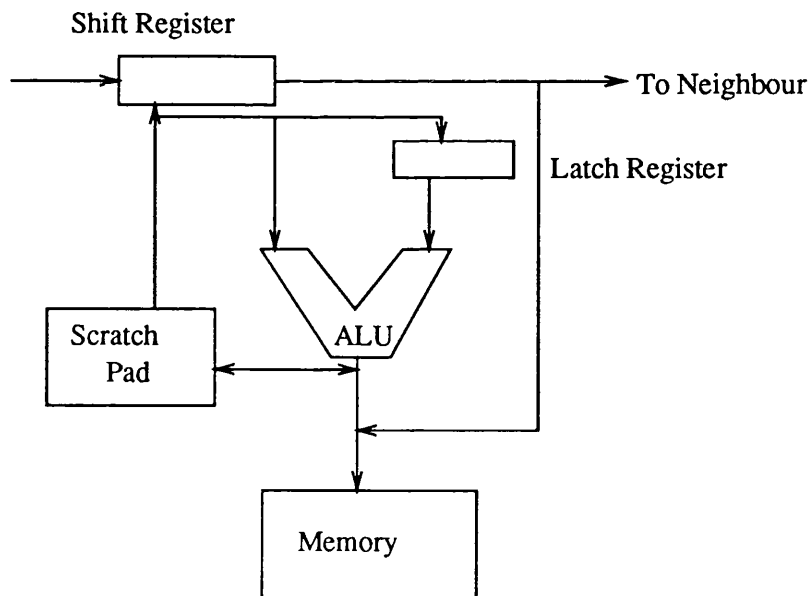 Shift Register
To Neighbour
Latch Register
ALU
Scratch
Pad
Memory